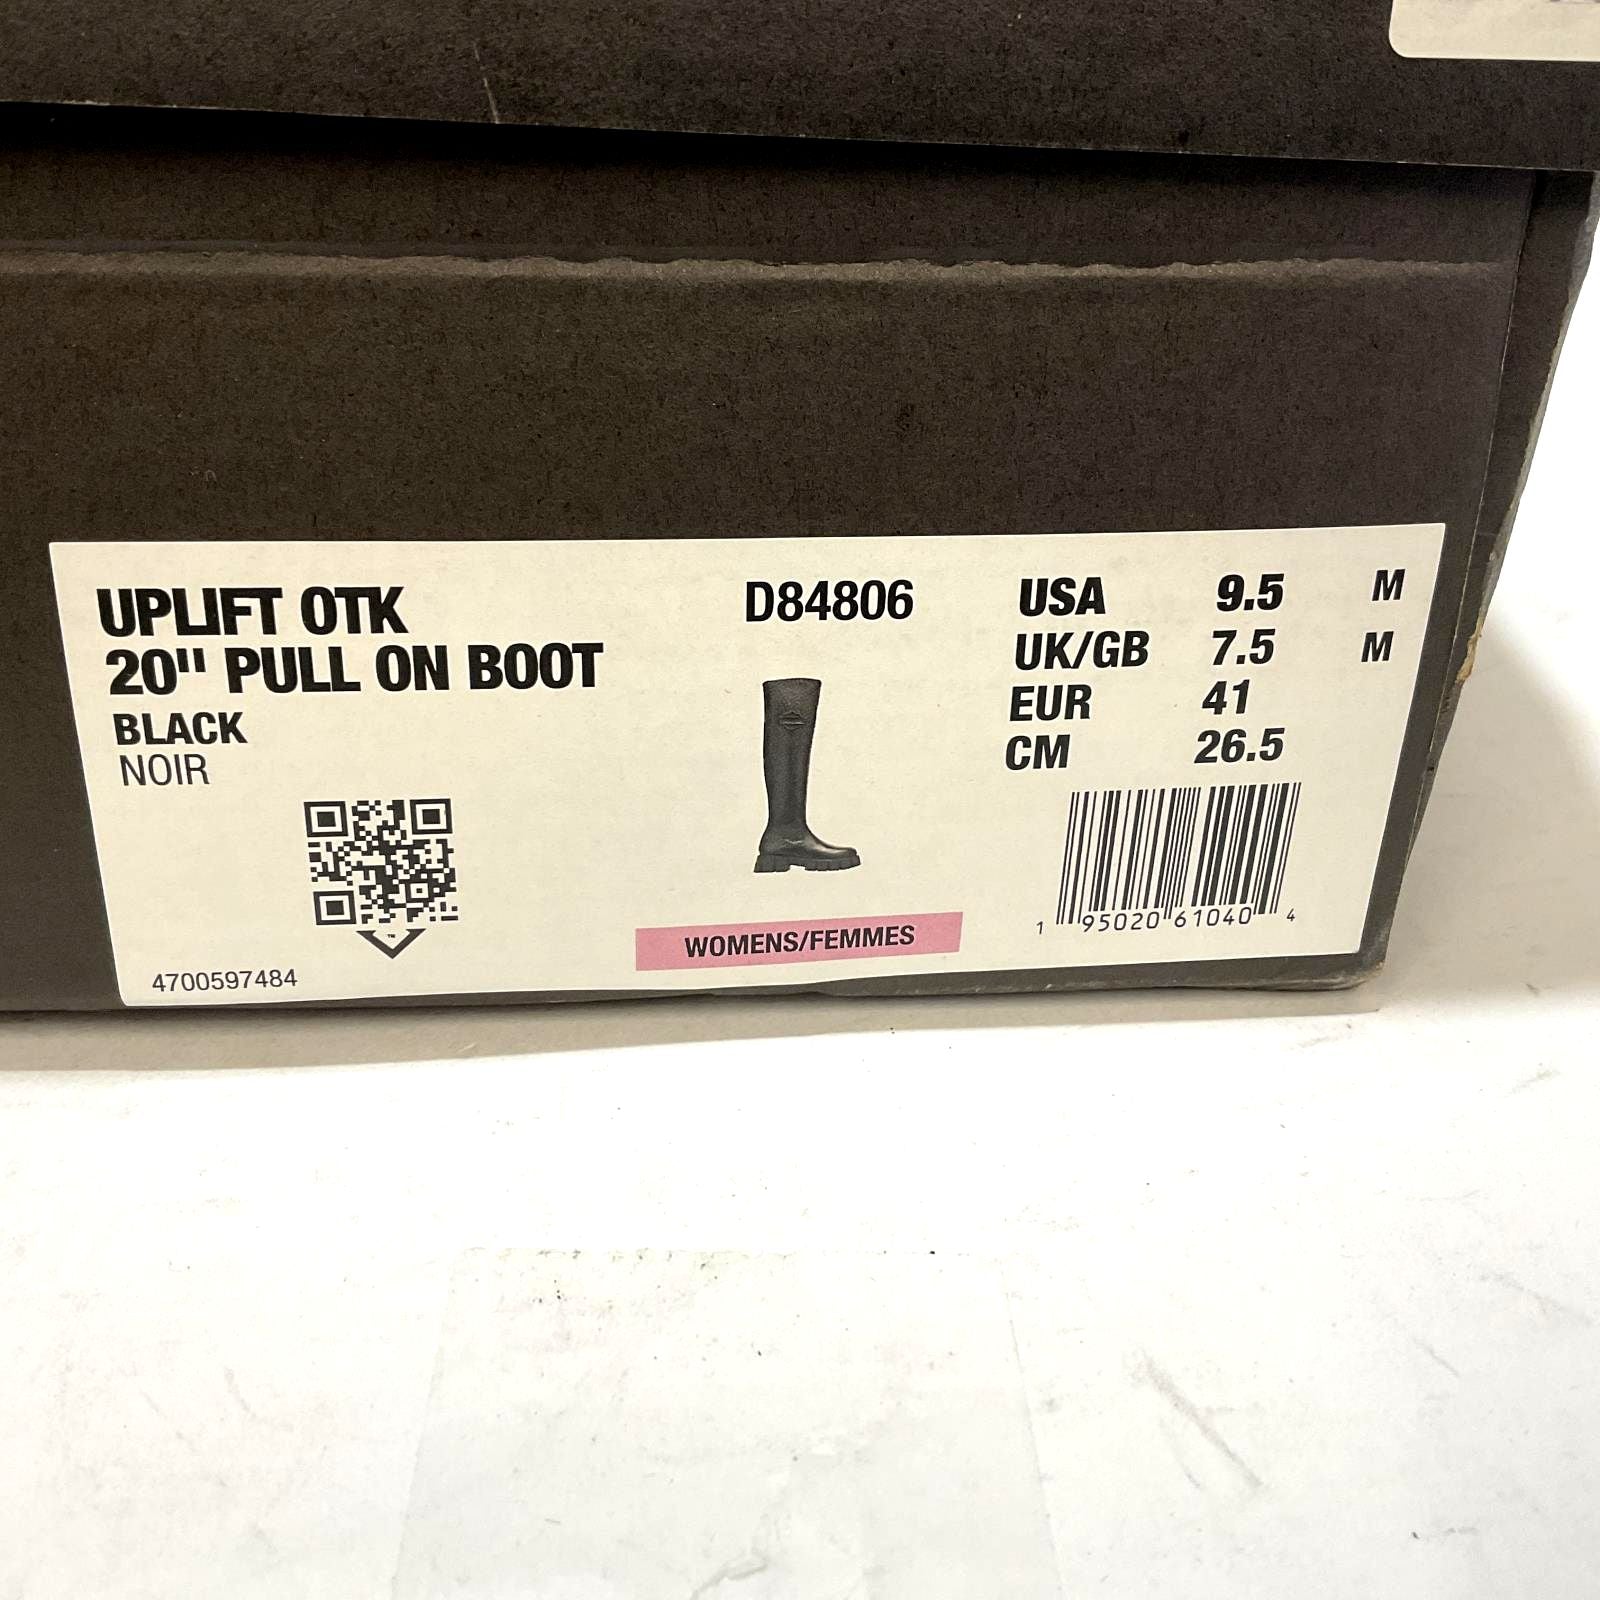 UPLIFT OTK
20" PULL ON BOOT
BLACK
NOIR
4700597484
D84806
WOMENS/FEMMES
USA 9.5 M
UK/GB 7.5 M
EUR 41
CM 26.5
1 95020 61040 4